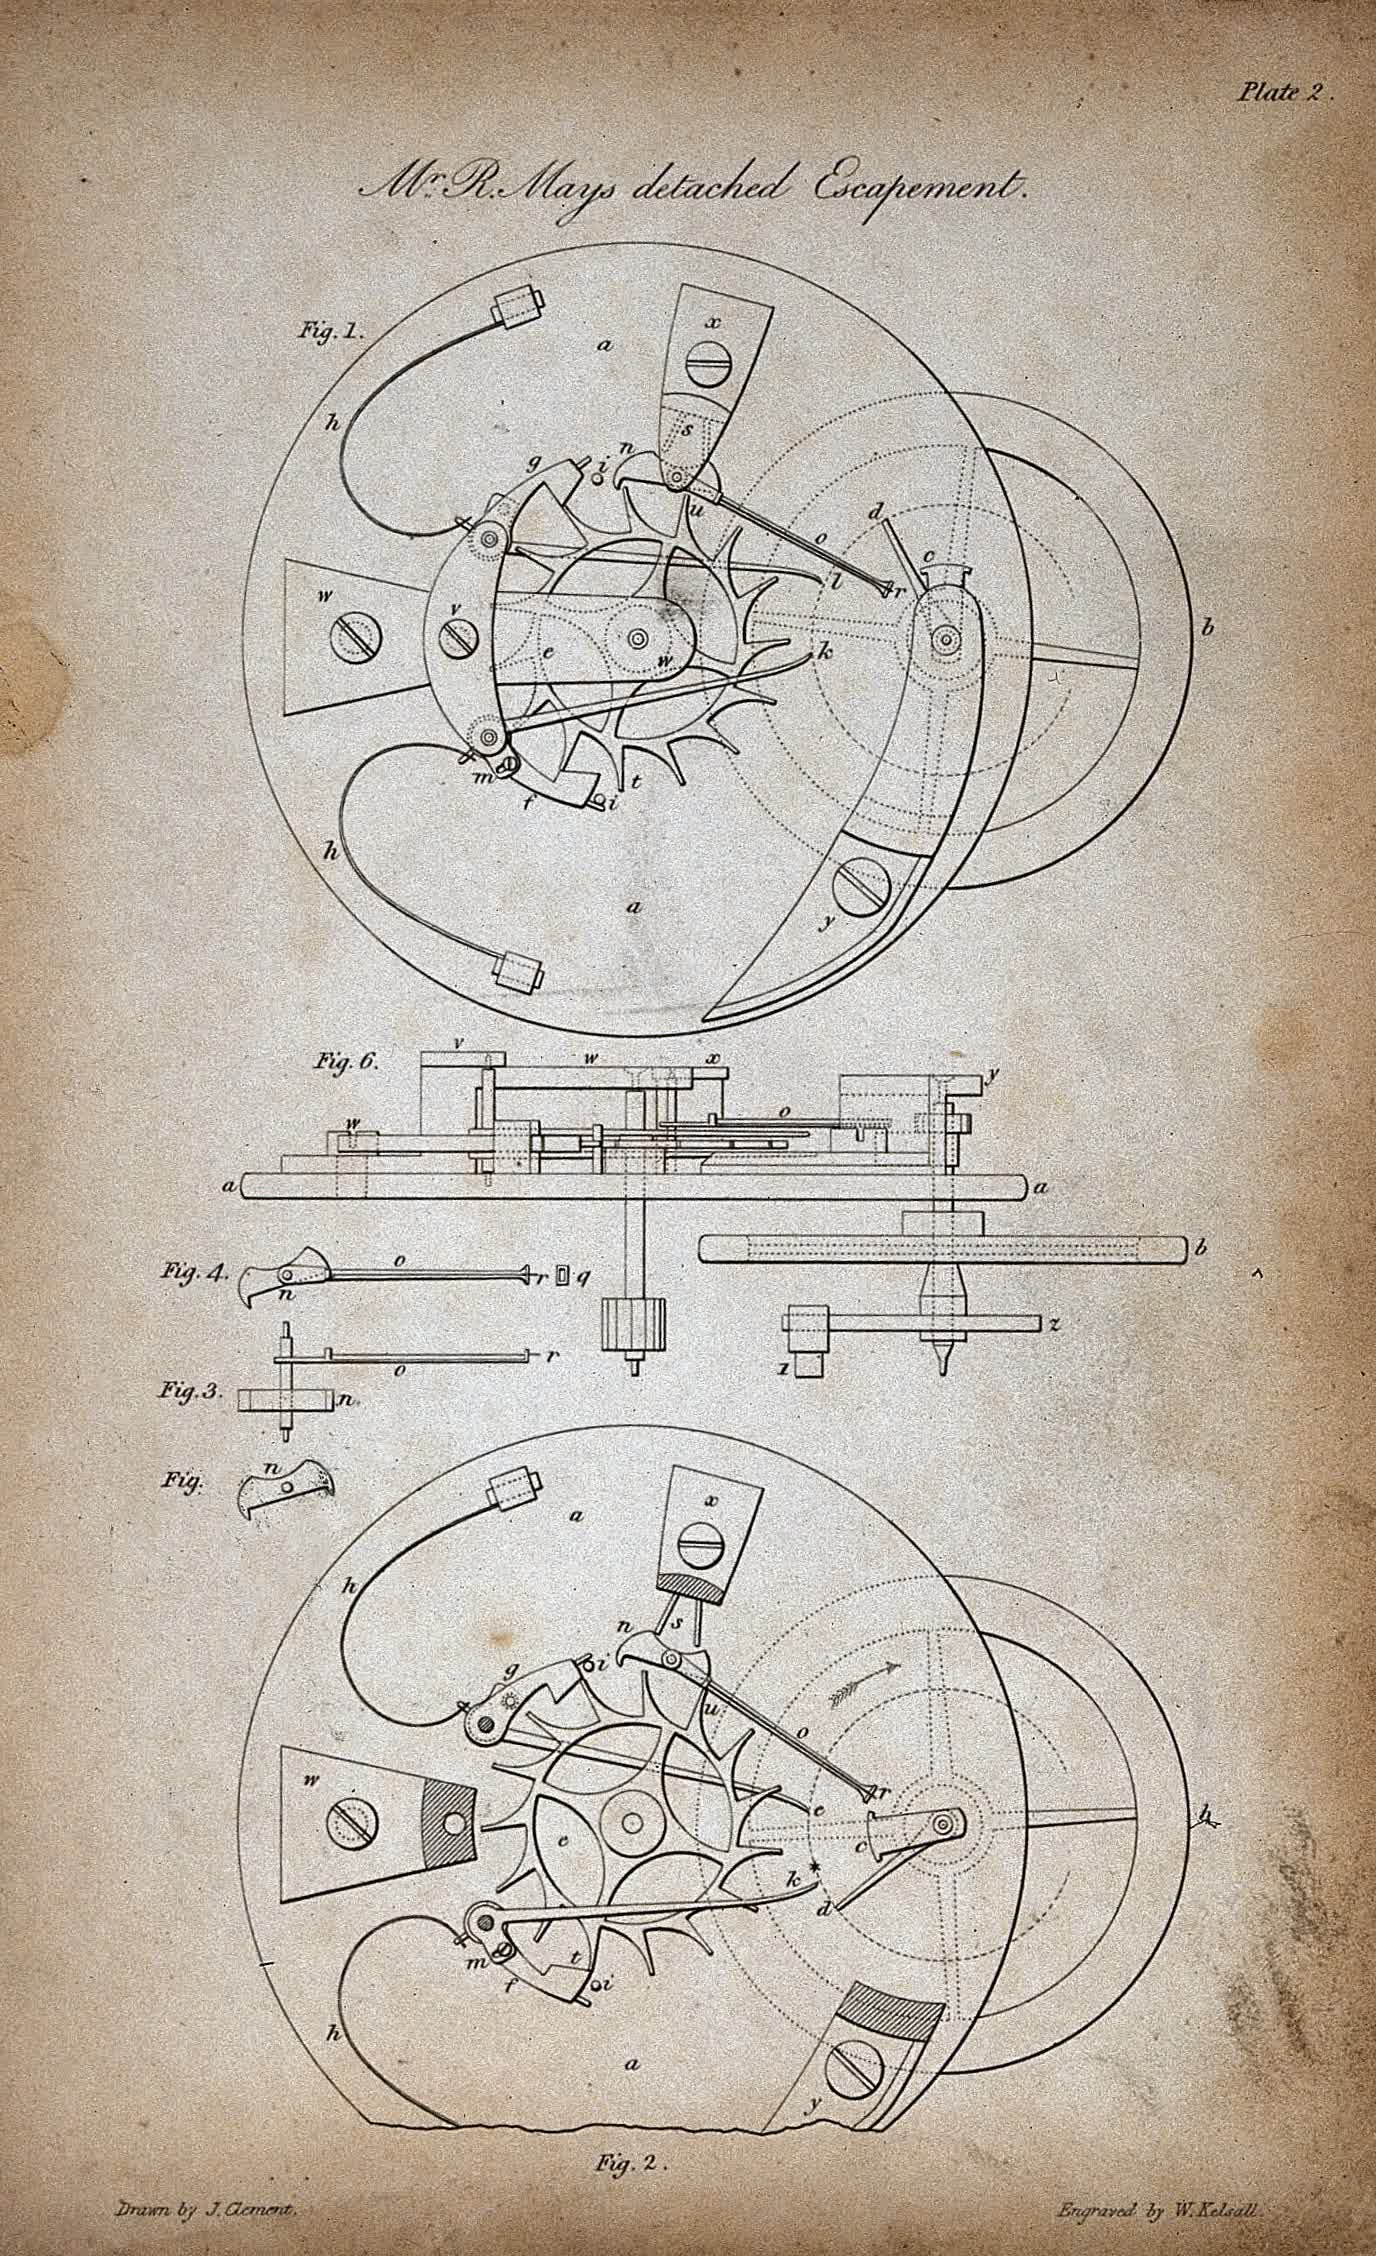 Plate 2.
Mr. R. Mays detached Escapement.
Fig. 1.
x
a
h
s
g
i
n
u
o
d
c
l
r
w
v
e
w
k
b
m
f
i
t
h
a
y
Fig. 6.
v
w
x
y
o
w
a
a
b
Fig. 4.
o
n
r
q
z
1
o
r
Fig. 3.
n
Fig.
n
x
a
h
s
n
g
i
u
o
r
w
e
e
c
k
*
d
b
m
f
t
i
h
a
y
Fig. 2.
Drawn by J. Clement.
Engraved by W. Kelsall.